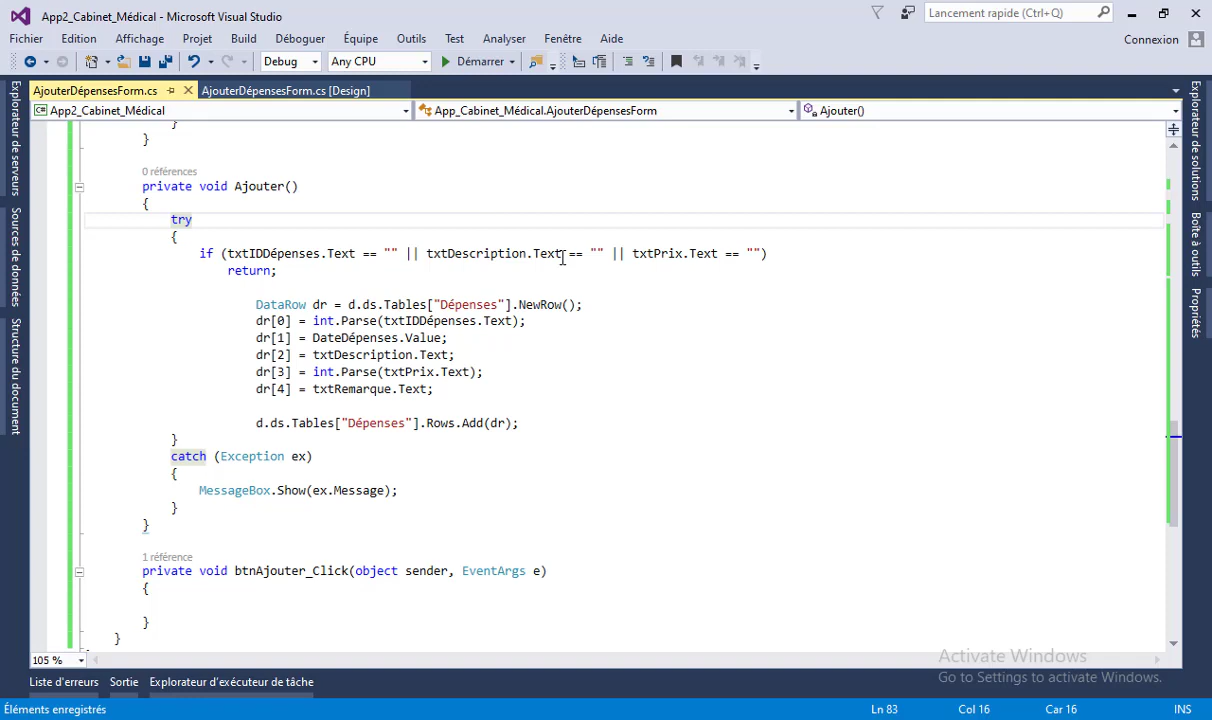 App2_Cabinet_Médical - Microsoft Visual Studio
Lancement rapide (Ctrl+Q)
Fichier Edition Affichage Projet Build Déboguer Équipe Outils Test Analyser Fenêtre Aide
Connexion
Debug Any CPU Démarrer
AjouterDépensesForm.cs AjouterDépensesForm.cs [Design]
App2_Cabinet_Médical App_Cabinet_Médical.AjouterDépensesForm Ajouter()
Explorateur de serveurs
Sources de données
Structure du document
Explorateur de solutions
Boîte à outils
Propriétés
}
}
0 références
private void Ajouter()
{
try
{
if (txtIDDépenses.Text == "" || txtDescription.Text == "" || txtPrix.Text == "")
return;
DataRow dr = d.ds.Tables["Dépenses"].NewRow();
dr[0] = int.Parse(txtIDDépenses.Text);
dr[1] = DateDépenses.Value;
dr[2] = txtDescription.Text;
dr[3] = int.Parse(txtPrix.Text);
dr[4] = txtRemarque.Text;
d.ds.Tables["Dépenses"].Rows.Add(dr);
}
catch (Exception ex)
{
MessageBox.Show(ex.Message);
}
}
1 référence
private void btnAjouter_Click(object sender, EventArgs e)
{
}
}
105 %
Activate Windows
Go to Settings to activate Windows.
Liste d'erreurs Sortie Explorateur d'exécuteur de tâche
Éléments enregistrés Ln 83 Col 16 Car 16 INS